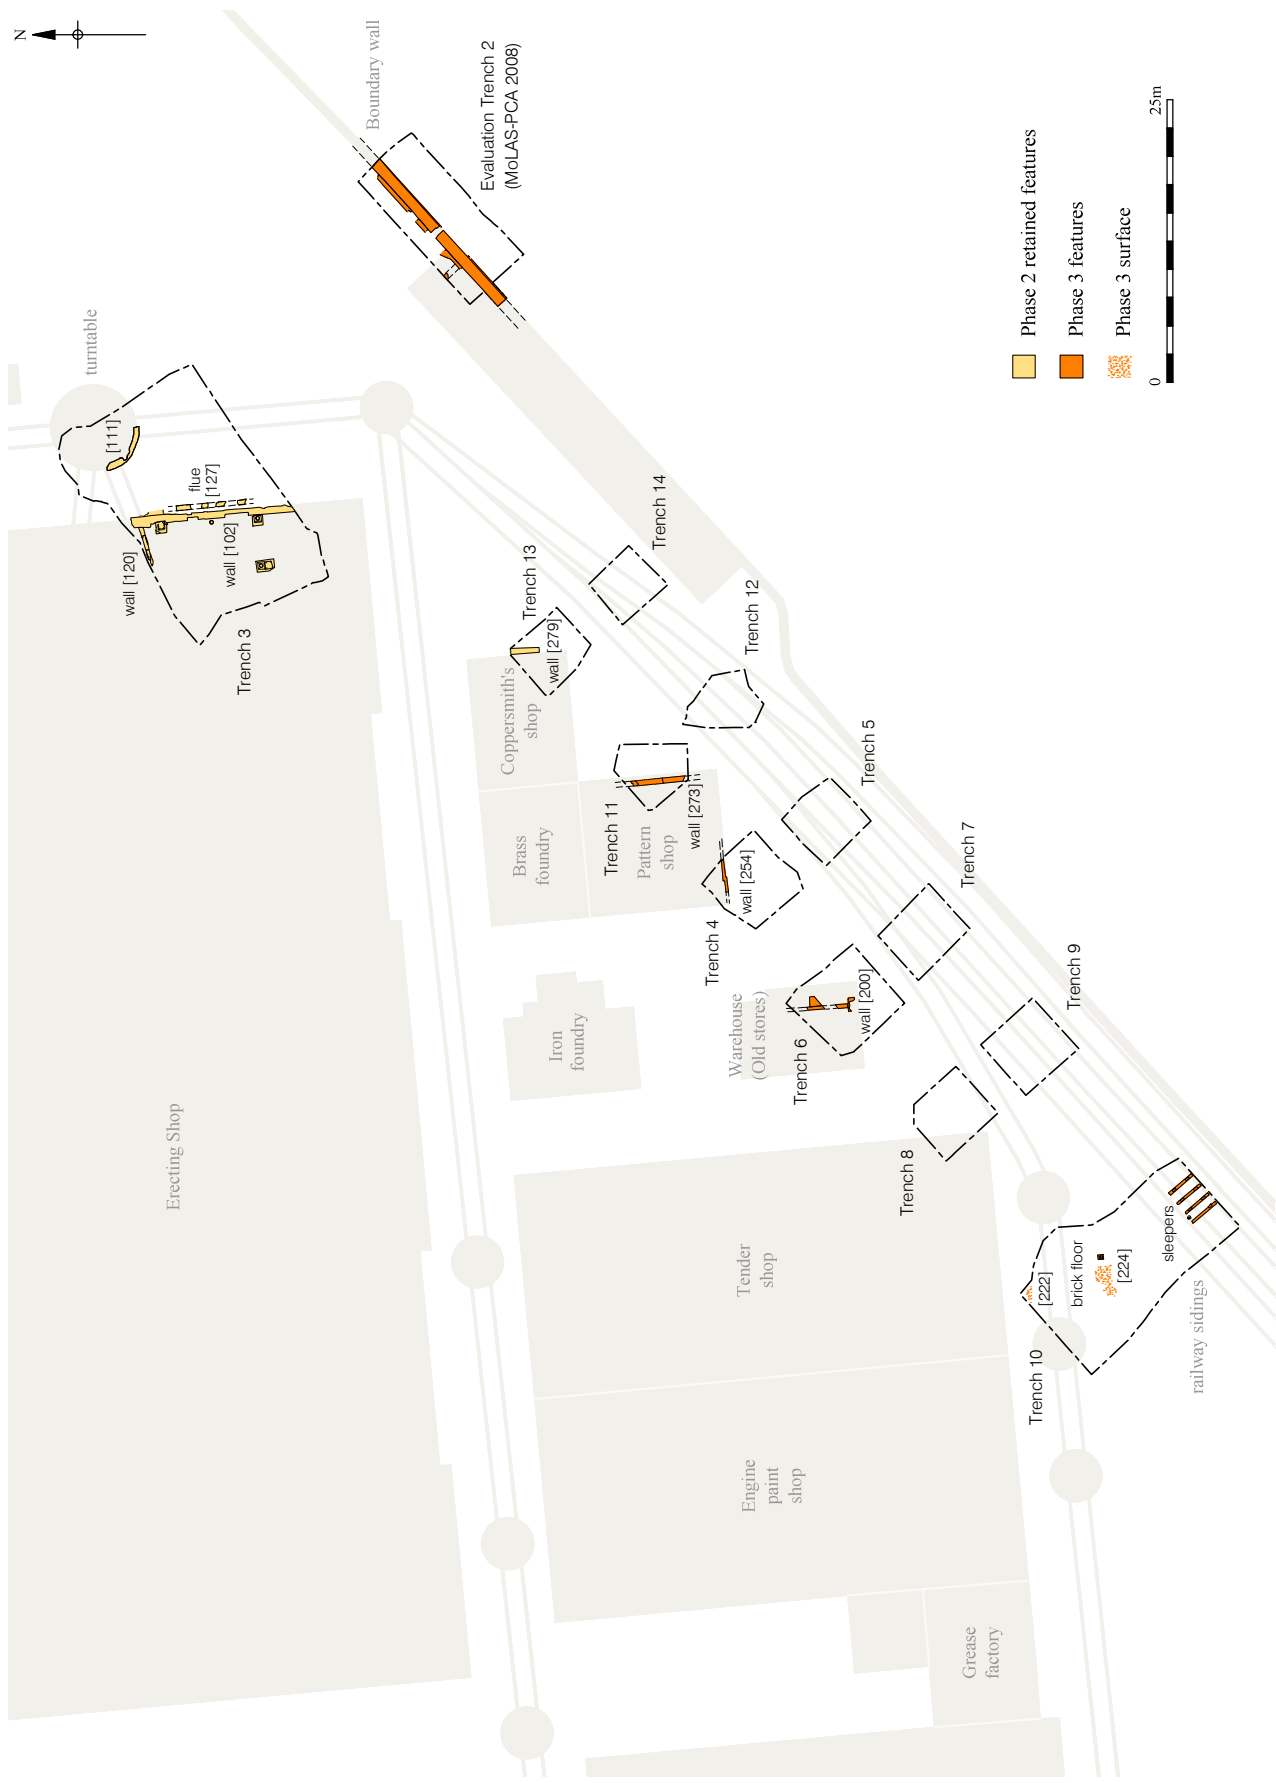 N
Boundary wall
Evaluation Trench 2
(MoLAS-PCA 2008)
turntable
[111]
flue
[127]
wall [120]
wall [102]
Trench 3
Phase 2 retained features
Phase 3 features
Phase 3 surface
0
25m
Trench 14
Trench 13
wall [279]
Coppersmith's
shop
Trench 12
Trench 11
wall [273]
Brass
foundry
Pattern
shop
Trench 5
wall [254]
Trench 4
Trench 7
Iron
foundry
Warehouse
(Old stores)
wall [200]
Trench 6
Trench 9
Erecting Shop
Trench 8
Tender
shop
sleepers
brick floor
[222]
[224]
railway sidings
Trench 10
Engine
paint
shop
Grease
factory